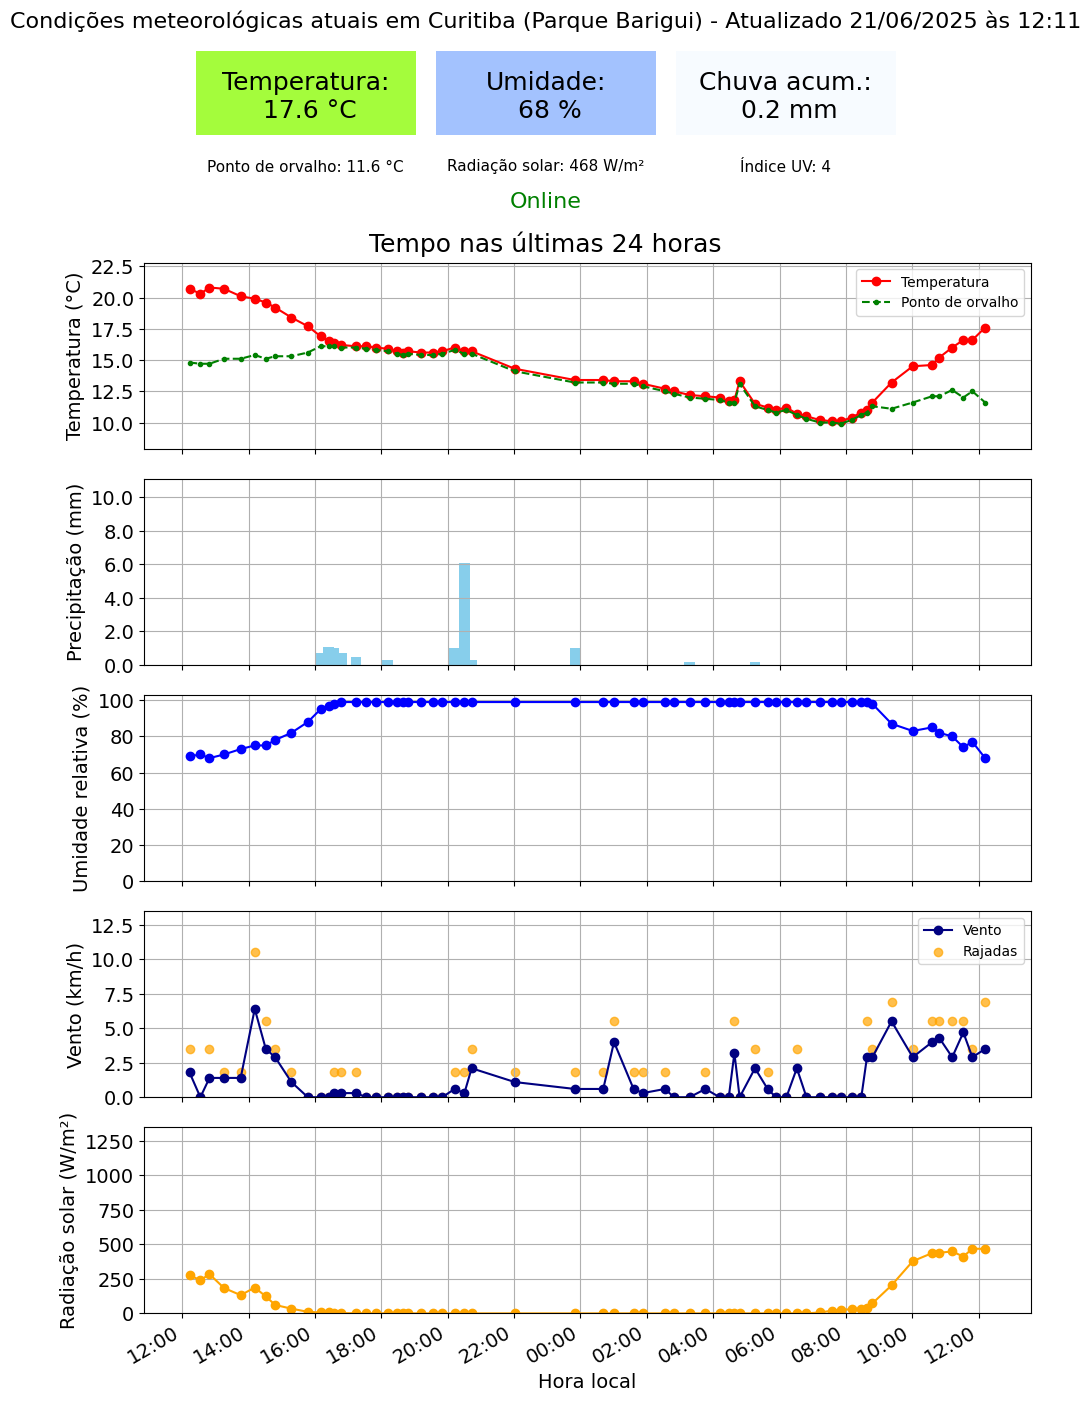 Condições meteorológicas atuais em Curitiba (Parque Barigui) - Atualizado 21/06/2025 às 12:11
Temperatura:
17.6 °C
Umidade:
68 %
Chuva acum.:
0.2 mm
Ponto de orvalho: 11.6 °C
Radiação solar: 468 W/m²
Índice UV: 4
Online
Tempo nas últimas 24 horas
Temperatura (°C)
22.5
20.0
17.5
15.0
12.5
10.0
Temperatura
Ponto de orvalho
Precipitação (mm)
10.0
8.0
6.0
4.0
2.0
0.0
Umidade relativa (%)
100
80
60
40
20
0
Vento (km/h)
12.5
10.0
7.5
5.0
2.5
0.0
Vento
Rajadas
Radiação solar (W/m²)
1250
1000
750
500
250
0
12:00
14:00
16:00
18:00
20:00
22:00
00:00
02:00
04:00
06:00
08:00
10:00
12:00
Hora local